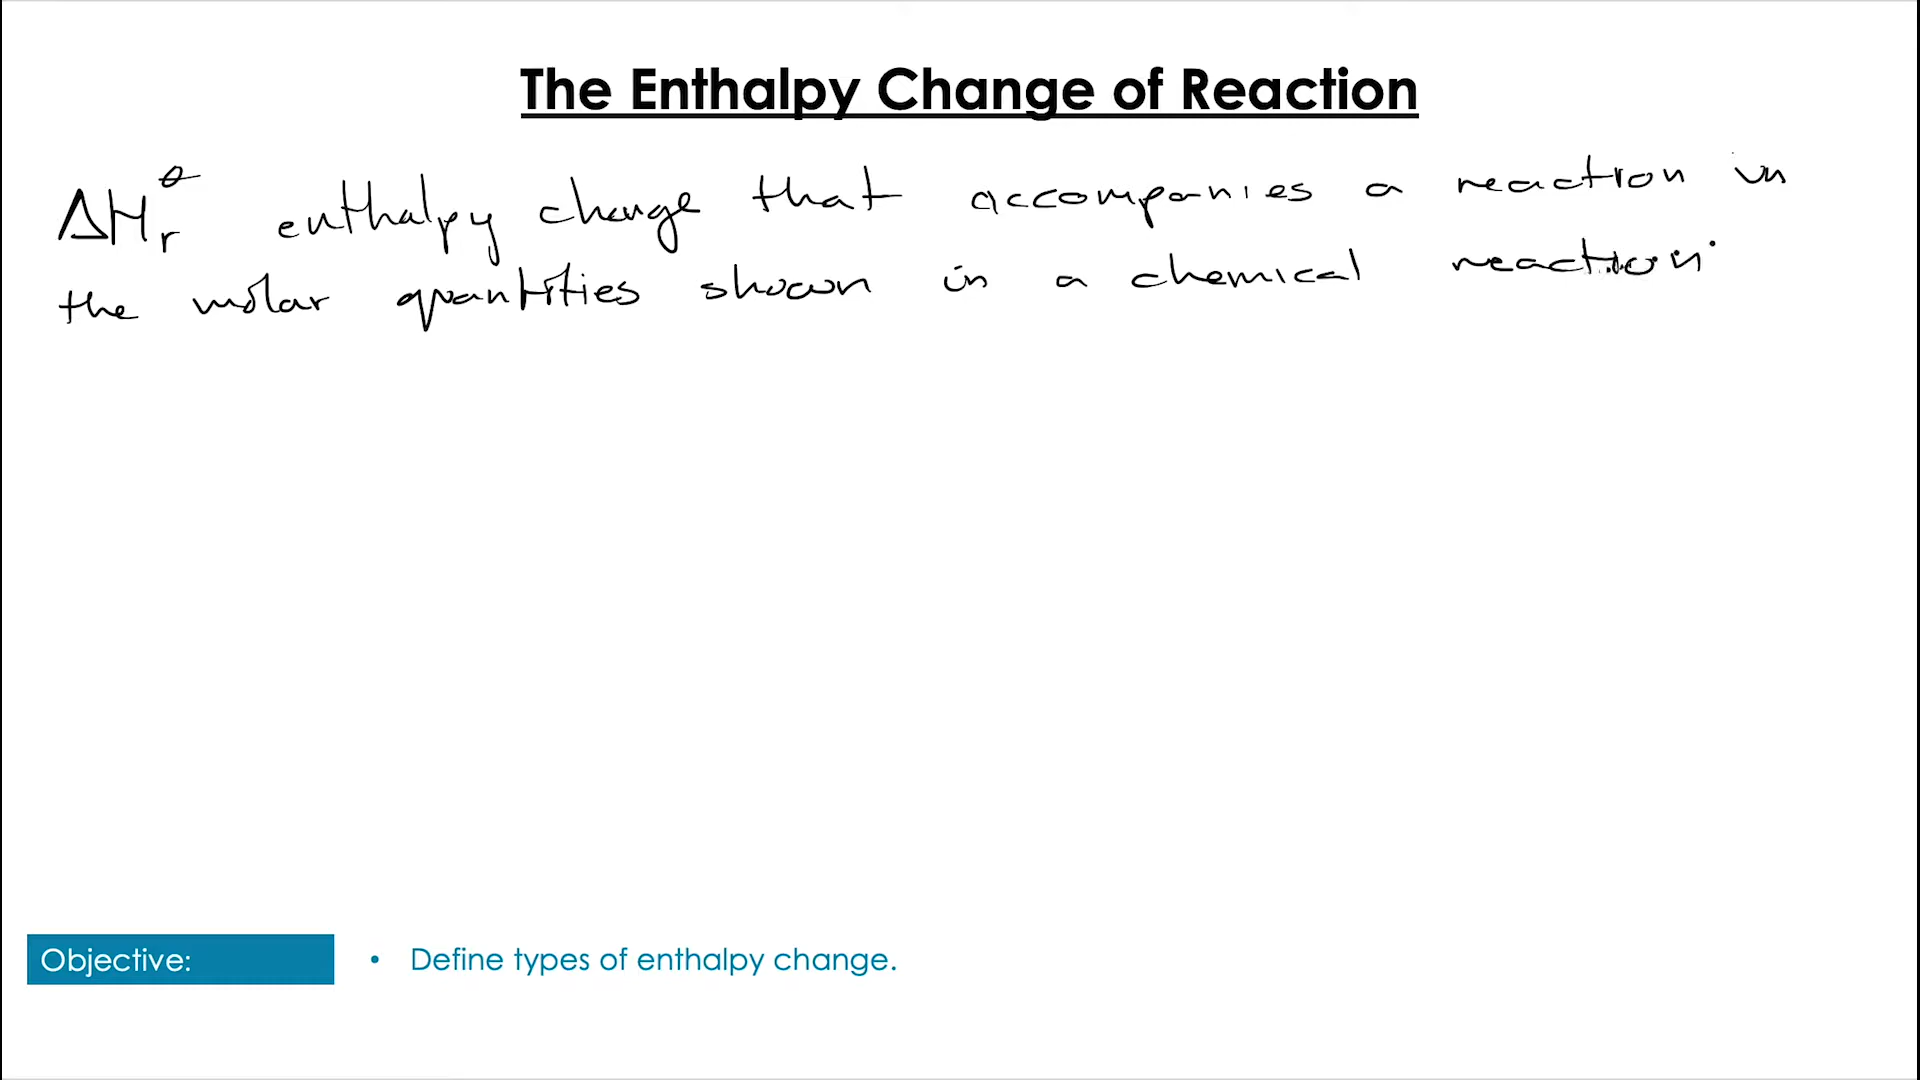 The Enthalpy Change of Reaction
ΔHr⦵ enthalpy change that accompanies a reaction in
the molar quantities shown in a chemical reaction.
Objective: • Define types of enthalpy change.